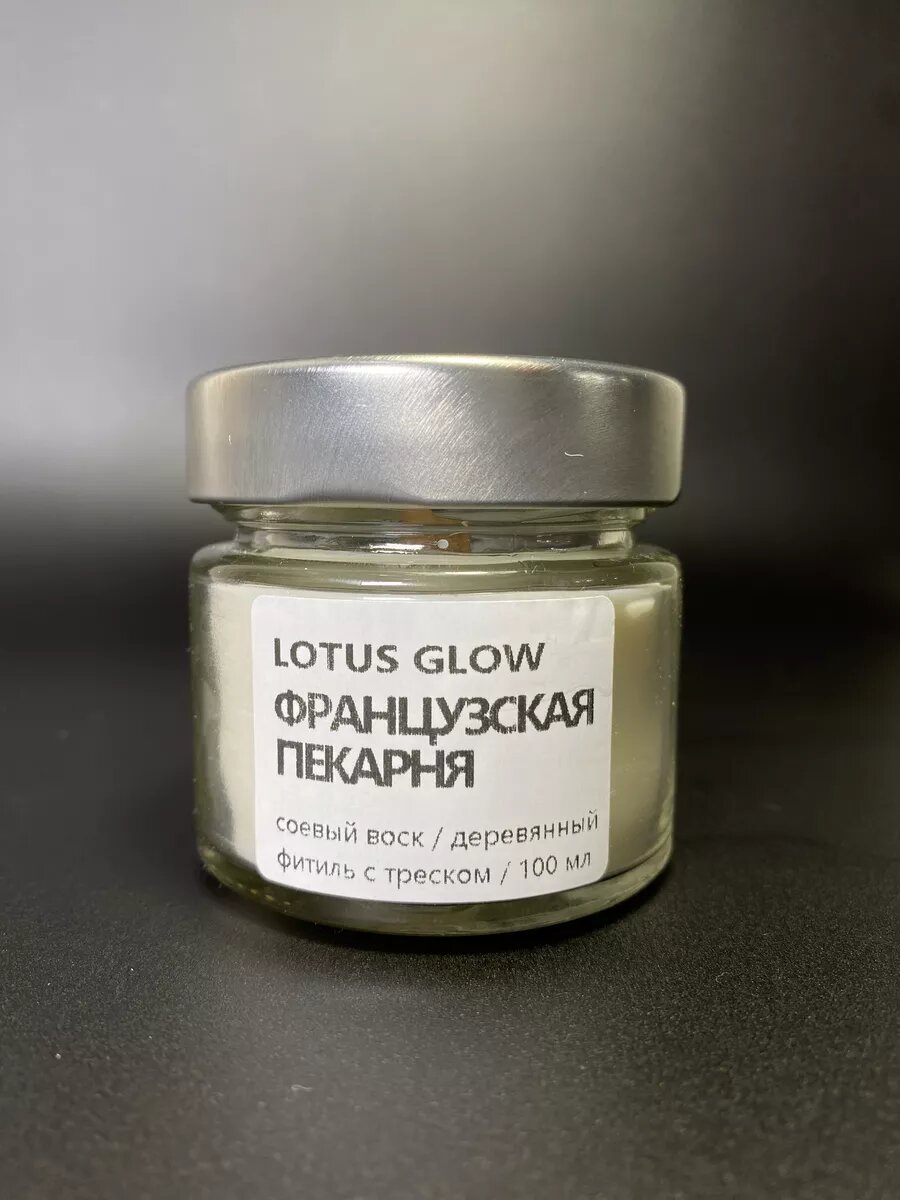 LOTUS GLOW
ФРАНЦУЗСКАЯ
ПЕКАРНЯ
соевый воск / деревянный
фитиль с треском / 100 мл